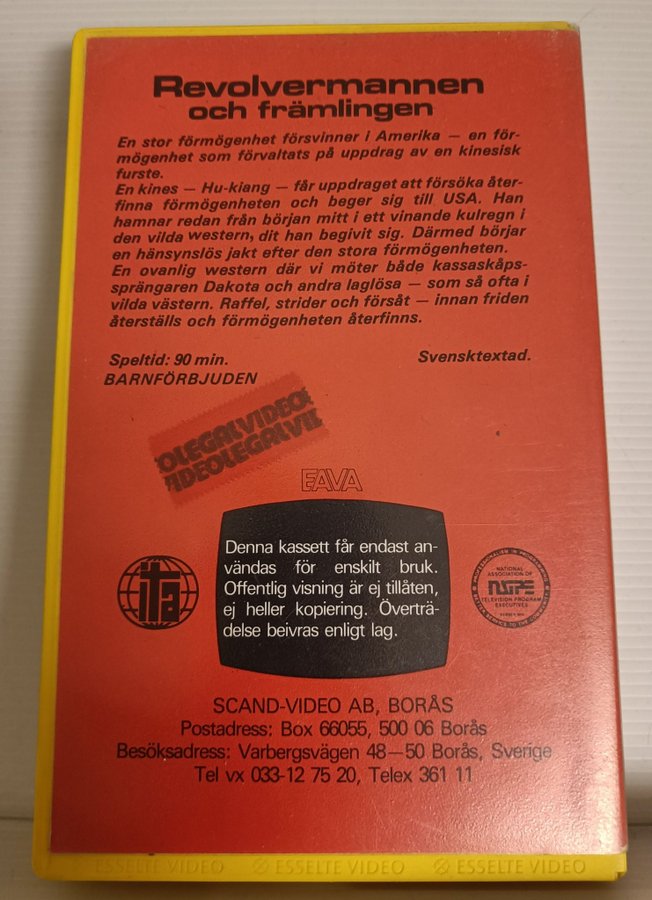 Revolvermannen
och främlingen
En stor förmögenhet försvinner i Amerika — en för-
mögenhet som förvaltats på uppdrag av en kinesisk
furste.
En kines — Hu-kiang — får uppdraget att försöka åter-
finna förmögenheten och beger sig till USA. Han
hamnar redan från början mitt i ett vinande kulregn i
den vilda western, dit han begivit sig. Därmed börjar
en hänsynslös jakt efter den stora förmögenheten.
En ovanlig western där vi möter både kassaskåps-
sprängaren Dakota och andra laglösa — som så ofta i
vilda västern. Raffel, strider och försåt — innan friden
återställs och förmögenheten återfinns.
Speltid: 90 min. Svensktextad.
BARNFÖRBJUDEN
OLEGALVIDEO
VIDEOLEGALVID
EAVA
Denna kassett får endast an-
vändas för enskilt bruk.
Offentlig visning är ej tillåten,
ej heller kopiering. Överträ-
delse beivras enligt lag.
ita
NATIONAL
ASSOCIATION OF
NATPE
TELEVISION PROGRAM
EXECUTIVES
SCAND-VIDEO AB, BORÅS
Postadress: Box 66055, 500 06 Borås
Besöksadress: Varbergsvägen 48—50 Borås, Sverige
Tel vx 033-12 75 20, Telex 361 11
ESSELTE VIDEO ESSELTE VIDEO ESSELTE VIDEO